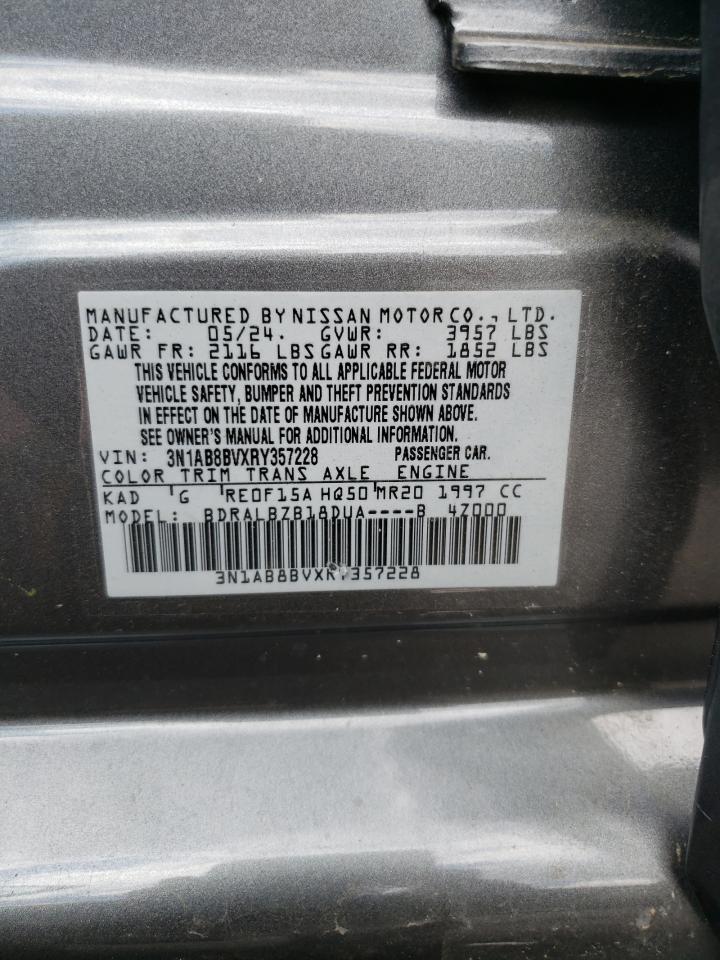 MANUFACTURED BY NISSAN MOTOR CO., LTD.
DATE: 05/24. GVWR: 3957 LBS
GAWR FR: 2116 LBS GAWR RR: 1852 LBS
THIS VEHICLE CONFORMS TO ALL APPLICABLE FEDERAL MOTOR
VEHICLE SAFETY, BUMPER AND THEFT PREVENTION STANDARDS
IN EFFECT ON THE DATE OF MANUFACTURE SHOWN ABOVE.
SEE OWNER'S MANUAL FOR ADDITIONAL INFORMATION.
VIN: 3N1AB8BVXRY357228 PASSENGER CAR.
COLOR TRIM TRANS AXLE ENGINE
KAD G RE0F15A HQ50 MR20 1997 CC
MODEL: BDRALBZB18DUA----B 4Z000
3N1AB8BVXRY357228